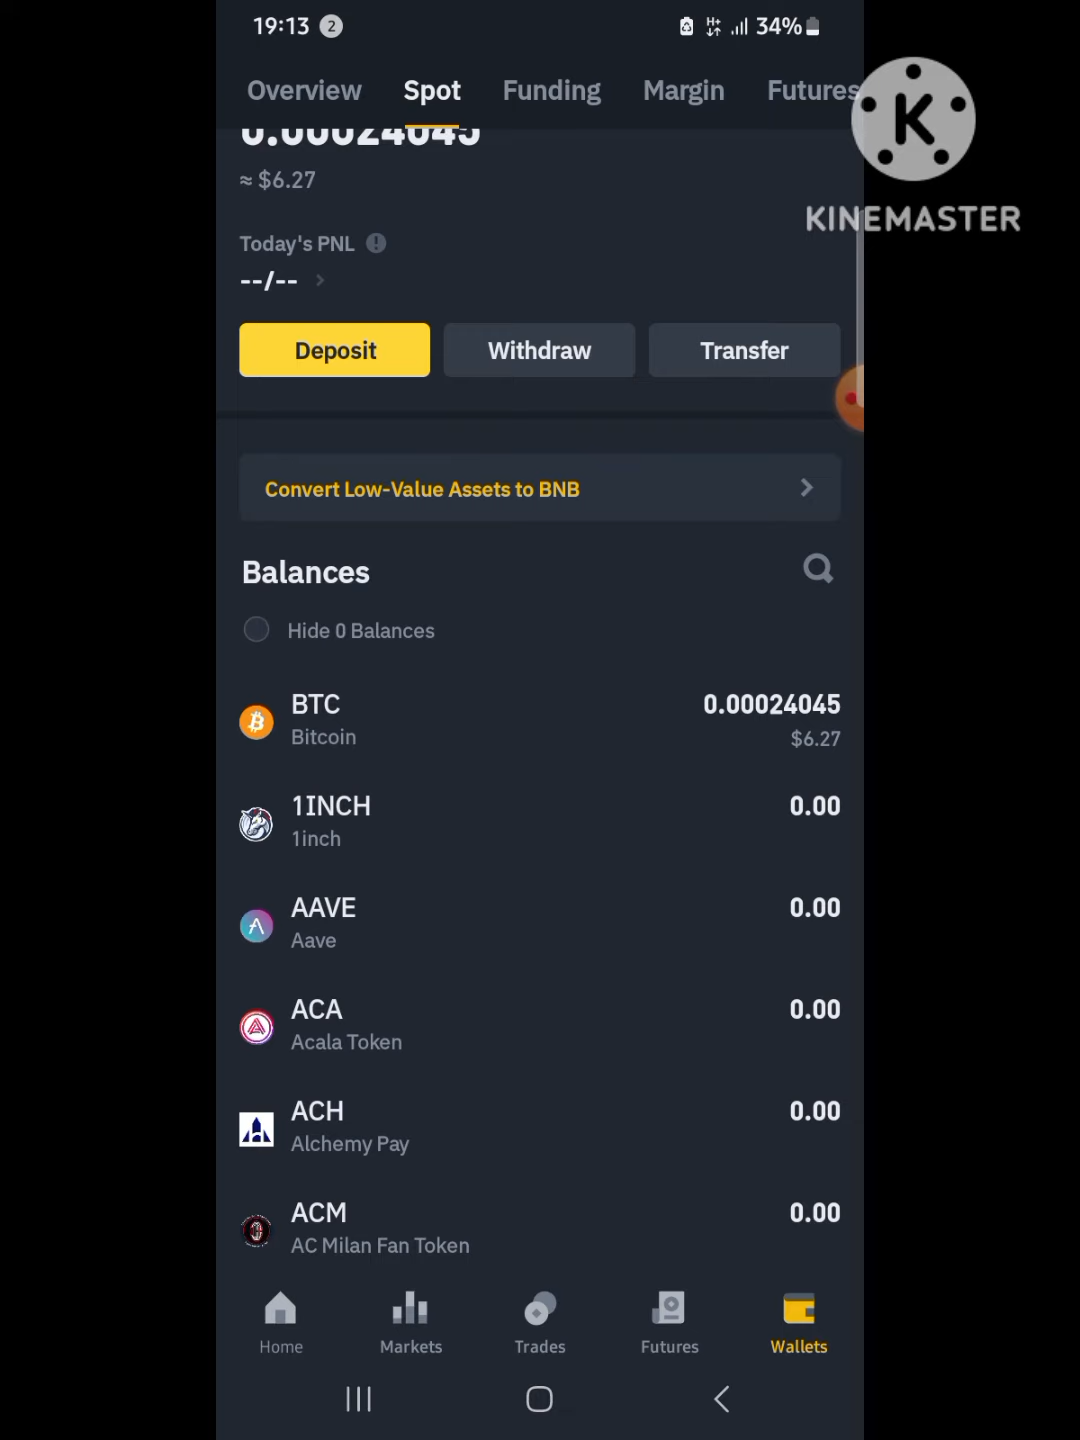 19:13 2 34%
Overview Spot Funding Margin Futures
K
KINEMASTER
0.00024045
≈ $6.27
Today's PNL !
--/-- >
Deposit Withdraw Transfer
Convert Low-Value Assets to BNB >
Balances
Hide 0 Balances
BTC 0.00024045
Bitcoin $6.27
1INCH 0.00
1inch
AAVE 0.00
Aave
ACA 0.00
Acala Token
ACH 0.00
Alchemy Pay
ACM 0.00
AC Milan Fan Token
Home Markets Trades Futures Wallets